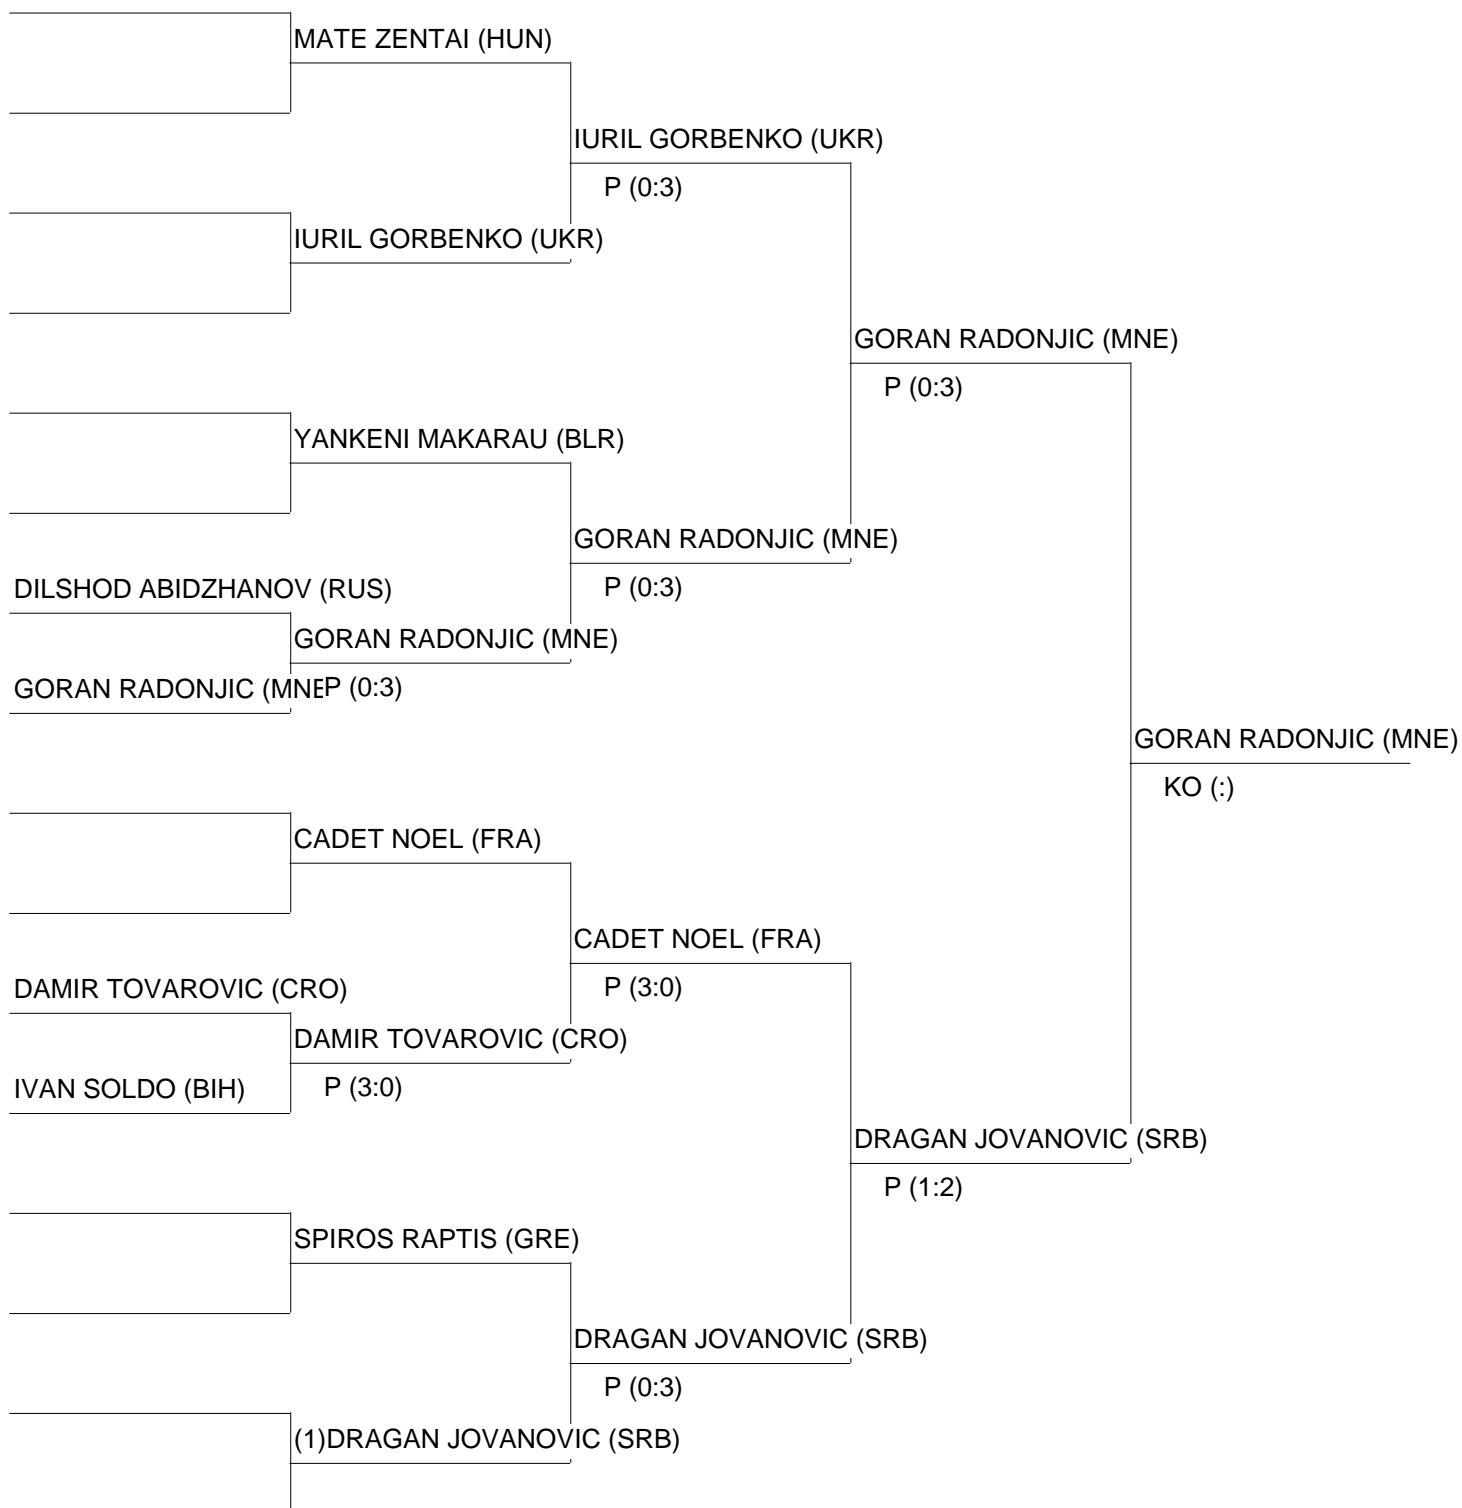 MATE ZENTAI (HUN)
IURIL GORBENKO (UKR)
P (0:3)
IURIL GORBENKO (UKR)
GORAN RADONJIC (MNE)
P (0:3)
YANKENI MAKARAU (BLR)
GORAN RADONJIC (MNE)
P (0:3)
DILSHOD ABIDZHANOV (RUS)
GORAN RADONJIC (MNE)
P (0:3)
GORAN RADONJIC (MNE
GORAN RADONJIC (MNE)
KO (:)
CADET NOEL (FRA)
CADET NOEL (FRA)
P (3:0)
DAMIR TOVAROVIC (CRO)
DAMIR TOVAROVIC (CRO)
P (3:0)
IVAN SOLDO (BIH)
DRAGAN JOVANOVIC (SRB)
P (1:2)
SPIROS RAPTIS (GRE)
DRAGAN JOVANOVIC (SRB)
P (0:3)
(1)DRAGAN JOVANOVIC (SRB)